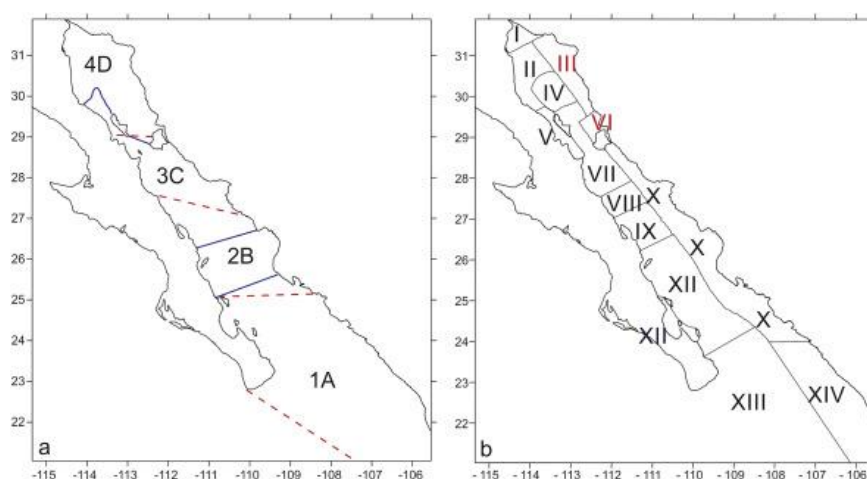 31
30
29
28
27
26
25
24
23
22
4D
3C
2B
1A
a
-115 -114 -113 -112 -111 -110 -109 -108 -107 -106
31
30
29
28
27
26
25
24
23
22
I
II
III
IV
V
VI
VII
VIII
X
IX
X
XII
X
XII
XIII
XIV
b
-115 -114 -113 -112 -111 -110 -109 -108 -107 -106